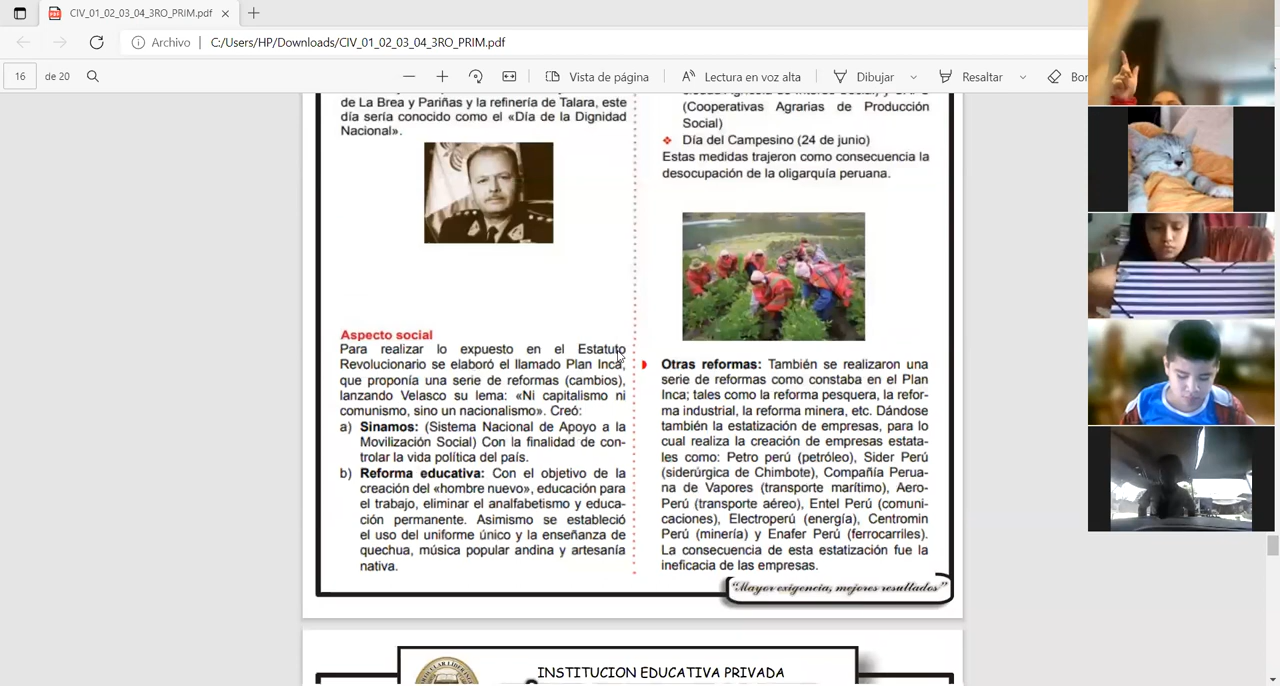 CIV_01_02_03_04_3RO_PRIM.pdf
Archivo | C:/Users/HP/Downloads/CIV_01_02_03_04_3RO_PRIM.pdf
16 de 20
Vista de página
Lectura en voz alta
Dibujar
Resaltar
de La Brea y Pariñas y la refinería de Talara, este
día sería conocido como el «Día de la Dignidad
Nacional».
Aspecto social
Para realizar lo expuesto en el Estatuto
Revolucionario se elaboró el llamado Plan Inca,
que proponía una serie de reformas (cambios),
lanzando Velasco su lema: «Ni capitalismo ni
comunismo, sino un nacionalismo». Creó:
a) Sinamos: (Sistema Nacional de Apoyo a la
Movilización Social) Con la finalidad de con-
trolar la vida política del país.
b) Reforma educativa: Con el objetivo de la
creación del «hombre nuevo», educación para
el trabajo, eliminar el analfabetismo y educa-
ción permanente. Asimismo se estableció
el uso del uniforme único y la enseñanza de
quechua, música popular andina y artesanía
nativa.
(Cooperativas Agrarias de Producción
Social)
❖ Día del Campesino (24 de junio)
Estas medidas trajeron como consecuencia la
desocupación de la oligarquía peruana.
Otras reformas: También se realizaron una
serie de reformas como constaba en el Plan
Inca; tales como la reforma pesquera, la refor-
ma industrial, la reforma minera, etc. Dándose
también la estatización de empresas, para lo
cual realiza la creación de empresas estata-
les como: Petro perú (petróleo), Sider Perú
(siderúrgica de Chimbote), Compañía Perua-
na de Vapores (transporte marítimo), Aero-
Perú (transporte aéreo), Entel Perú (comuni-
caciones), Electroperú (energía), Centromin
Perú (minería) y Enafer Perú (ferrocarriles).
La consecuencia de esta estatización fue la
ineficacia de las empresas.
"Mayor exigencia, mejores resultados"
INSTITUCION EDUCATIVA PRIVADA